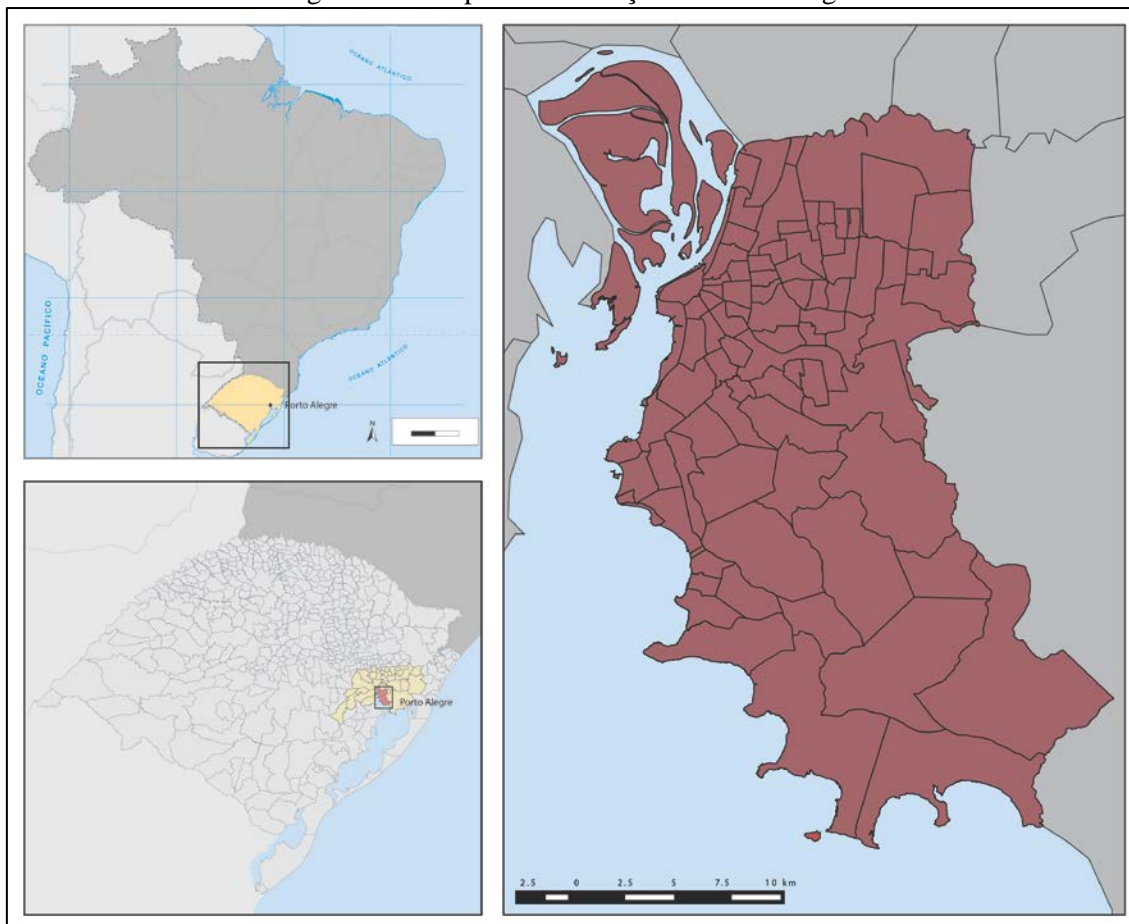 OCEANO ATLÂNTICO
OCEANO PACÍFICO
OCEANO ATLÂNTICO
Porto Alegre
N
Porto Alegre
2.5 0 2.5 5 7.5 10 km